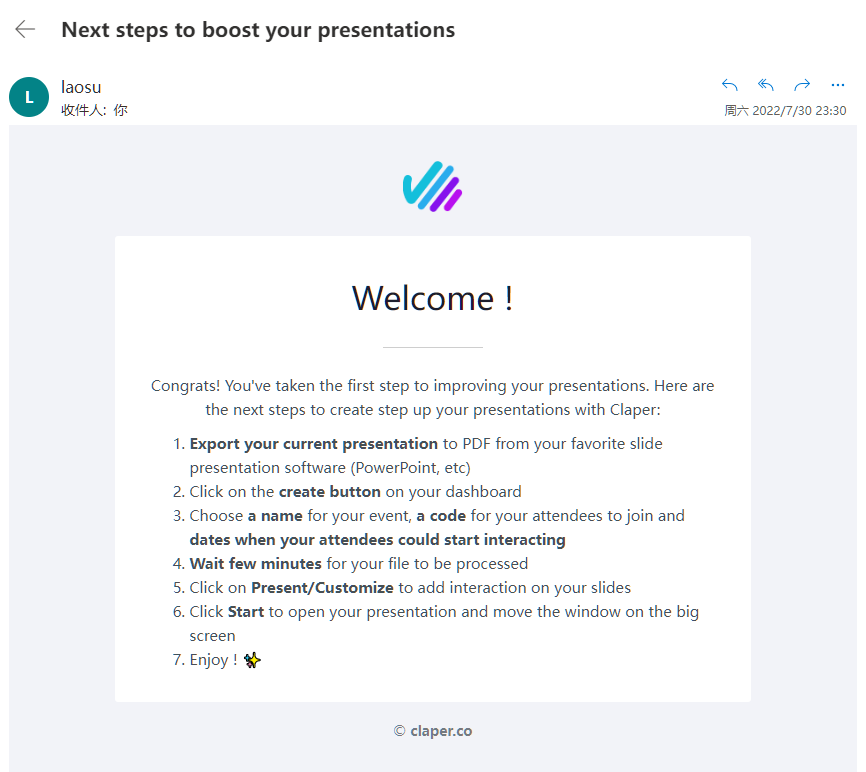 Next steps to boost your presentations
L
laosu
收件人: 你
周六 2022/7/30 23:30
Welcome !
Congrats! You've taken the first step to improving your presentations. Here are
the next steps to create step up your presentations with Claper:
1. Export your current presentation to PDF from your favorite slide
presentation software (PowerPoint, etc)
2. Click on the create button on your dashboard
3. Choose a name for your event, a code for your attendees to join and
dates when your attendees could start interacting
4. Wait few minutes for your file to be processed
5. Click on Present/Customize to add interaction on your slides
6. Click Start to open your presentation and move the window on the big
screen
7. Enjoy ! ✨
© claper.co